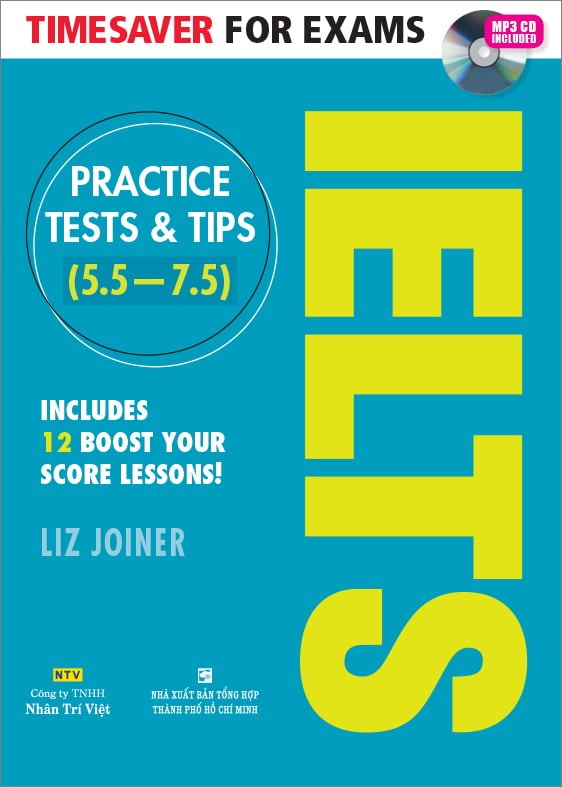 TIMESAVER FOR EXAMS
MP3 CD
INCLUDED
PRACTICE
TESTS & TIPS
(5.5 — 7.5)
IELTS
INCLUDES
12 BOOST YOUR
SCORE LESSONS!
LIZ JOINER
NTV
Công ty TNHH
Nhân Trí Việt
NHÀ XUẤT BẢN TỔNG HỢP
THÀNH PHỐ HỒ CHÍ MINH